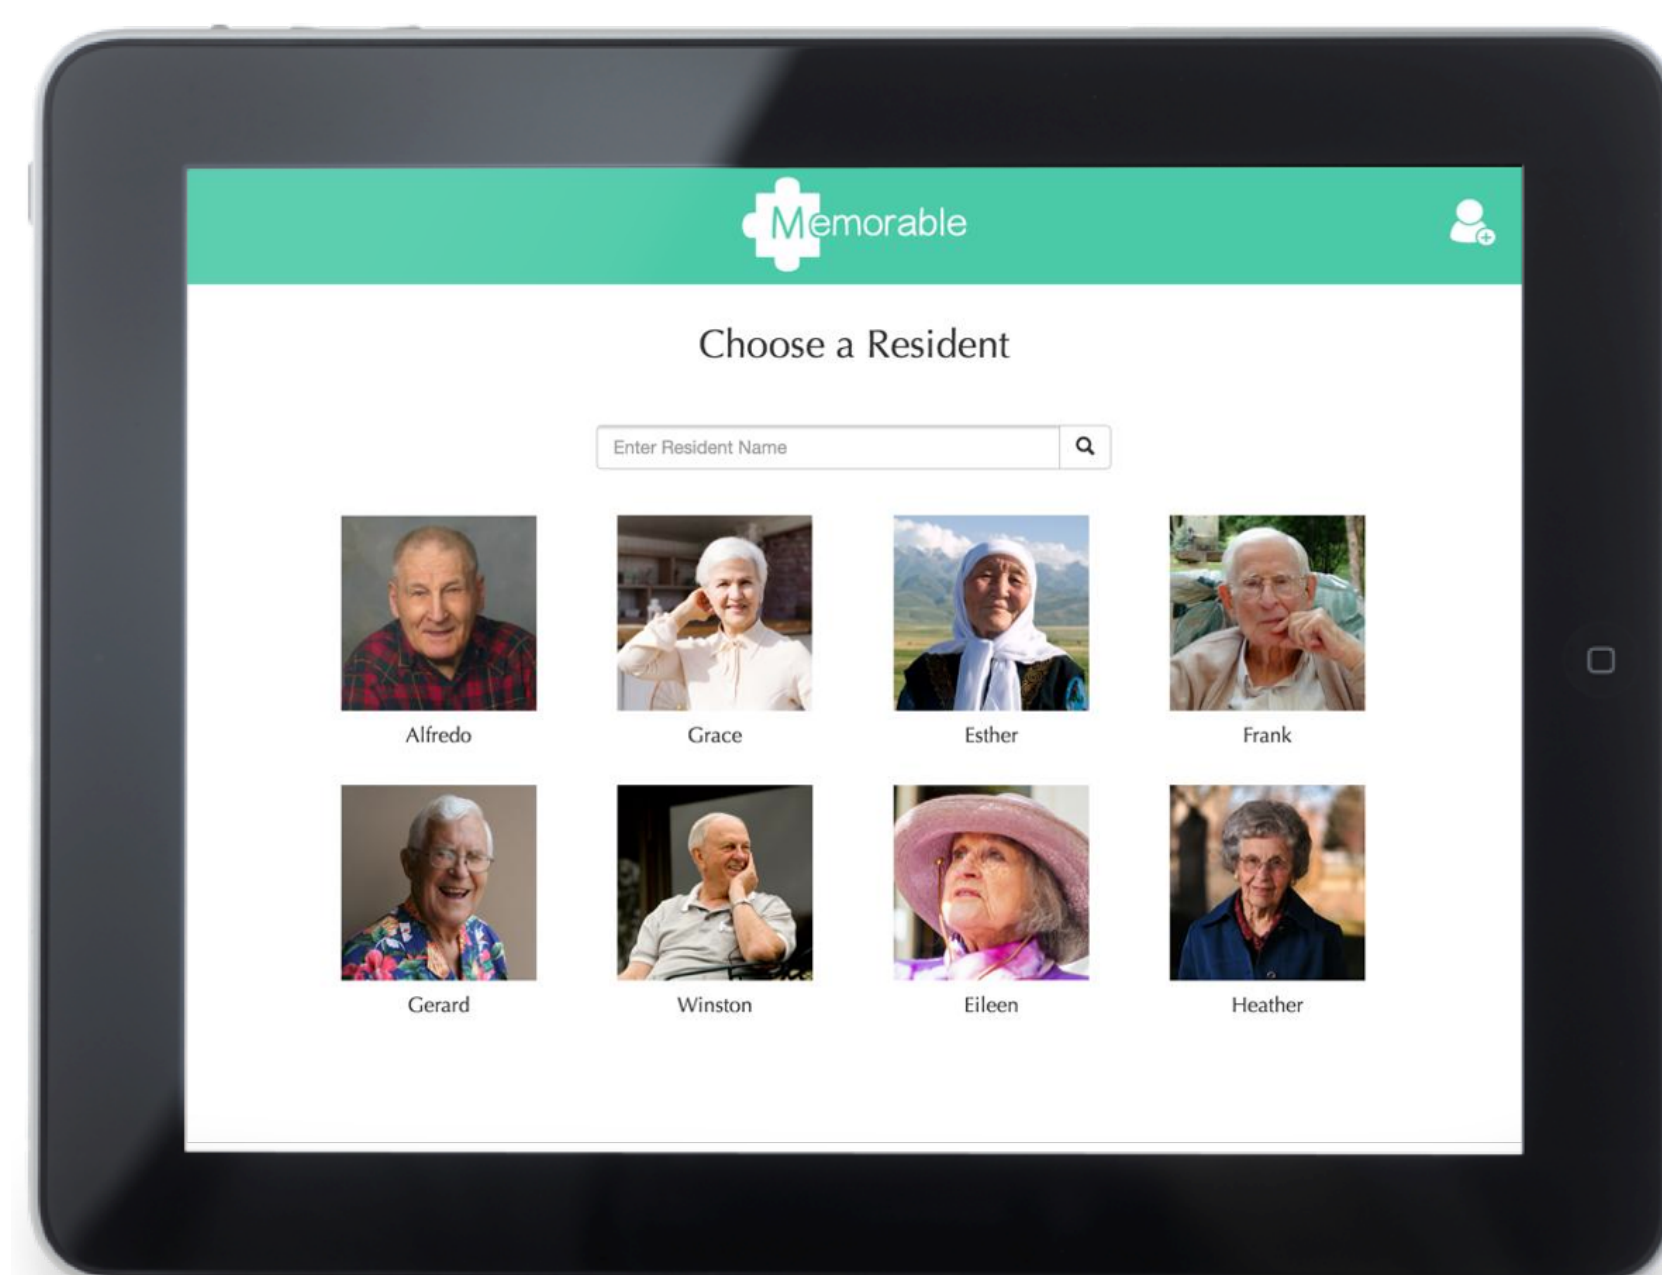 Memorable
Choose a Resident
Enter Resident Name
Alfredo Grace Esther Frank
Gerard Winston Eileen Heather